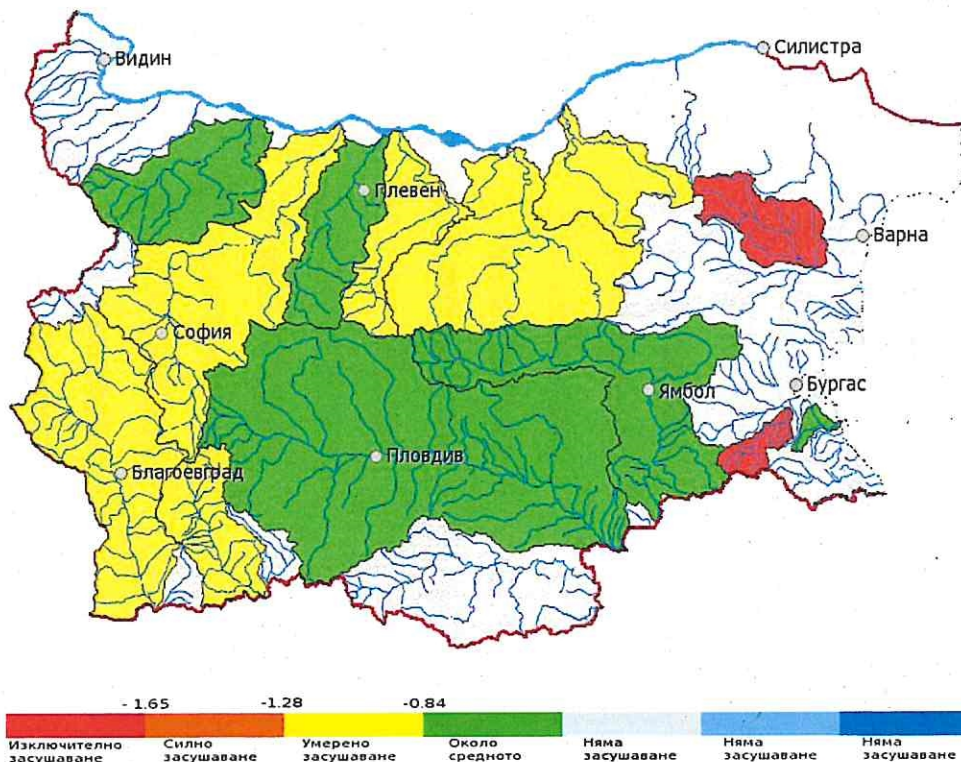 Видин
Силистра
Плевен
Варна
София
Ямбол
Бургас
Пловдив
Благоевград
- 1.65 -1.28 -0.84
Изключително засушаване
Силно засушаване
Умерено засушаване
Около средното
Няма засушаване
Няма засушаване
Няма засушаване